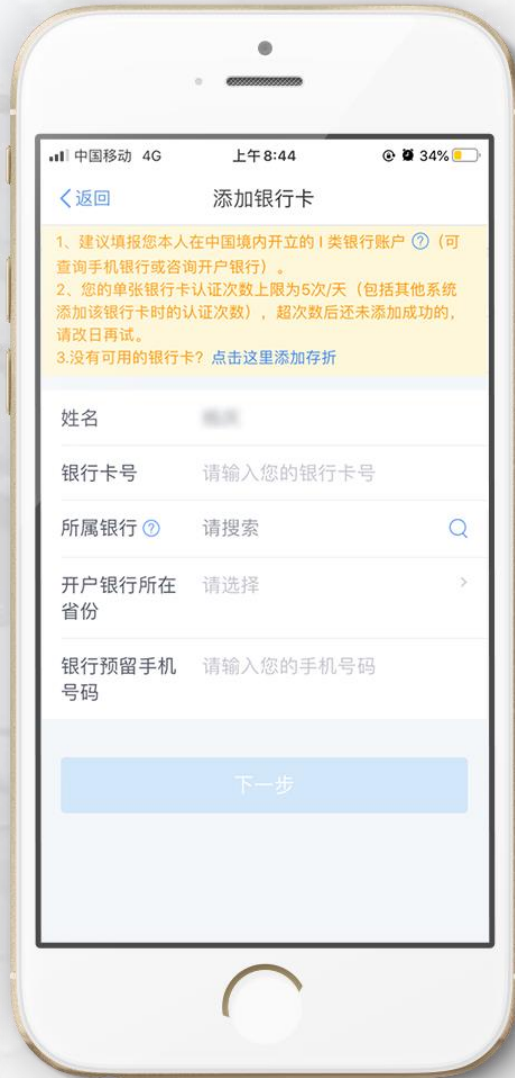 中国移动 4G 上午8:44 34%
返回 添加银行卡
1、建议填报您本人在中国境内开立的 I 类银行账户 ? (可
查询手机银行或咨询开户银行) 。
2、您的单张银行卡认证次数上限为5次/天（包括其他系统
添加该银行卡时的认证次数）, 超次数后还未添加成功的,
请改日再试。
3.没有可用的银行卡？点击这里添加存折
姓名
银行卡号 请输入您的银行卡号
所属银行 ? 请搜索
开户银行所在 请选择
省份
银行预留手机 请输入您的手机号码
号码
下一步